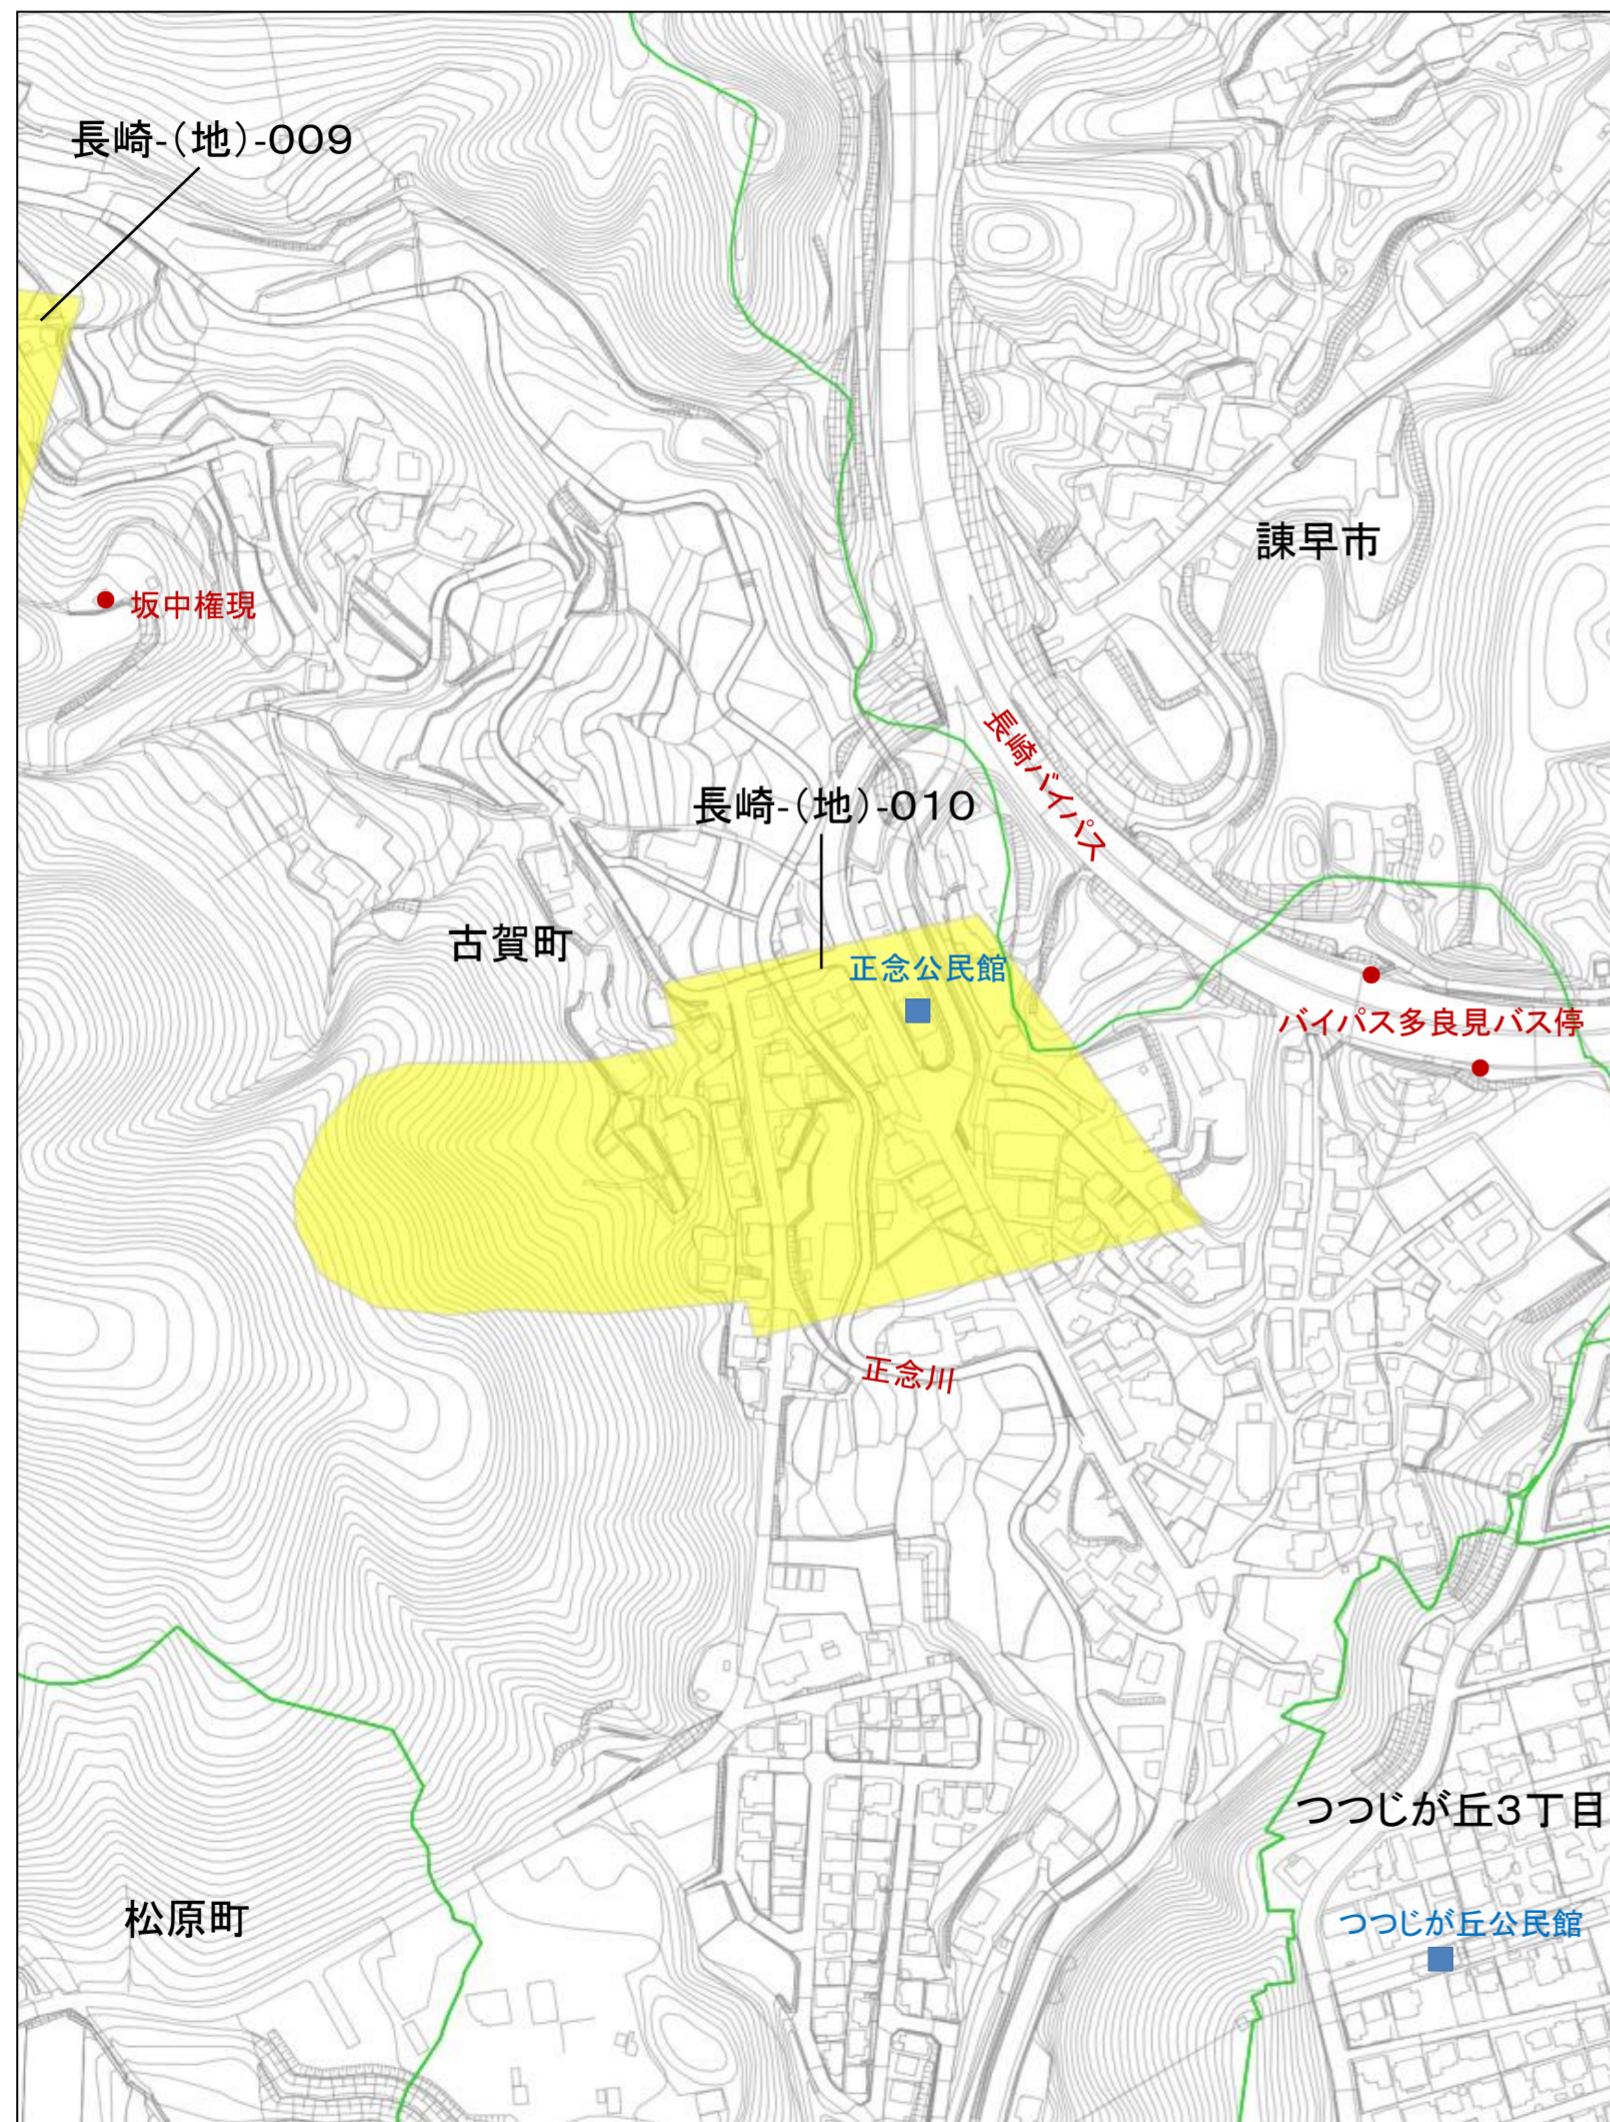 長崎-(地)-009
諫早市
坂中権現
長崎バイパス
長崎-(地)-010
古賀町
正念公民館
バイパス多良見バス停
正念川
つつじが丘3丁目
松原町
つつじが丘公民館